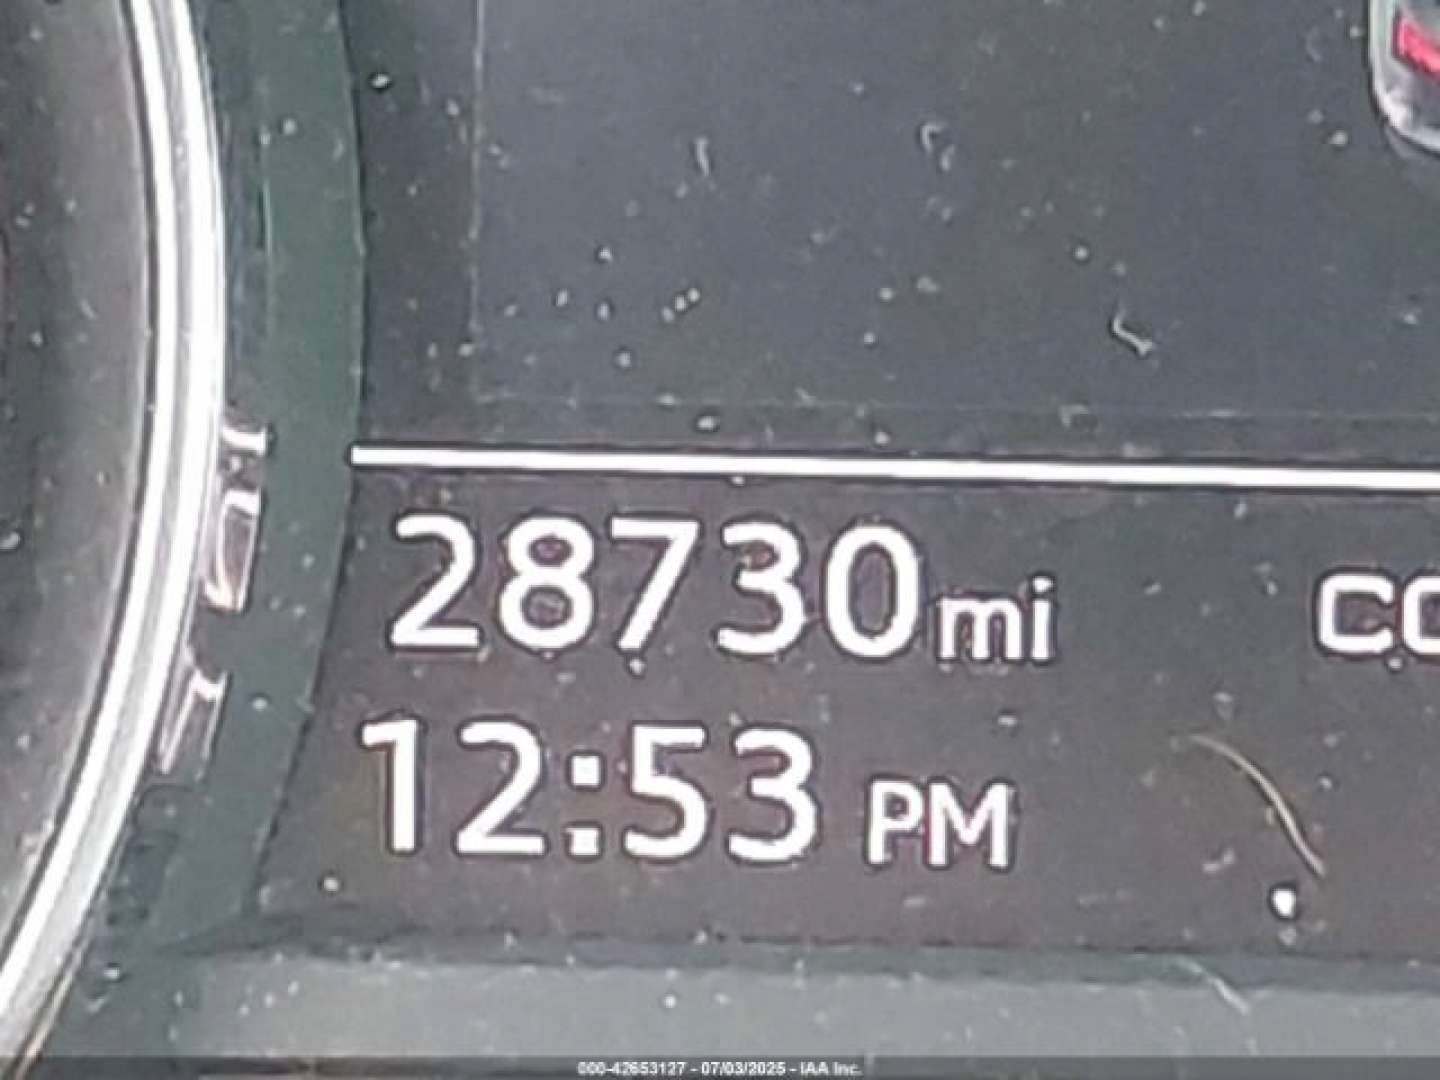 28730mi
12:53 PM
000-42653127 - 07/03/2025 - IAA Inc.